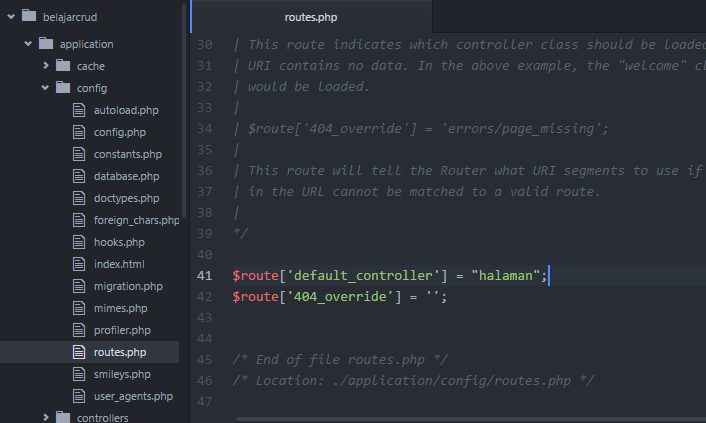 belajarcrud
application
cache
config
autoload.php
config.php
constants.php
database.php
doctypes.php
foreign_chars.php
hooks.php
index.html
migration.php
mimes.php
profiler.php
routes.php
smileys.php
user_agents.php
controllers
routes.php
30 | This route indicates which controller class should be loaded
31 | URI contains no data. In the above example, the "welcome" cl
32 | would be loaded.
33 |
34 | $route['404_override'] = 'errors/page_missing';
35 |
36 | This route will tell the Router what URI segments to use if
37 | in the URL cannot be matched to a valid route.
38 |
39 */
40
41 $route['default_controller'] = "halaman";
42 $route['404_override'] = '';
43
44
45 /* End of file routes.php */
46 /* Location: ./application/config/routes.php */
47